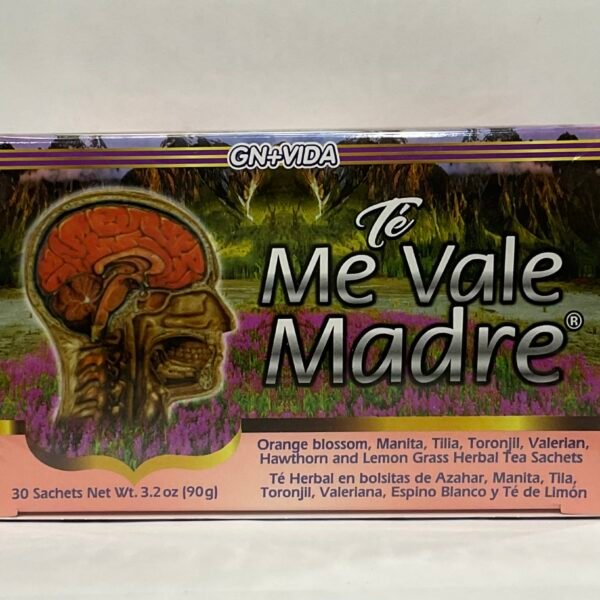 GN+VIDA
Té
Me Vale
Madre®
Orange blossom, Manita, Tilia, Toronjil, Valerian,
Hawthorn and Lemon Grass Herbal Tea Sachets
Té Herbal en bolsitas de Azahar, Manita, Tila,
Toronjil, Valeriana, Espino Blanco y Té de Limón
30 Sachets Net Wt. 3.2 oz (90g)